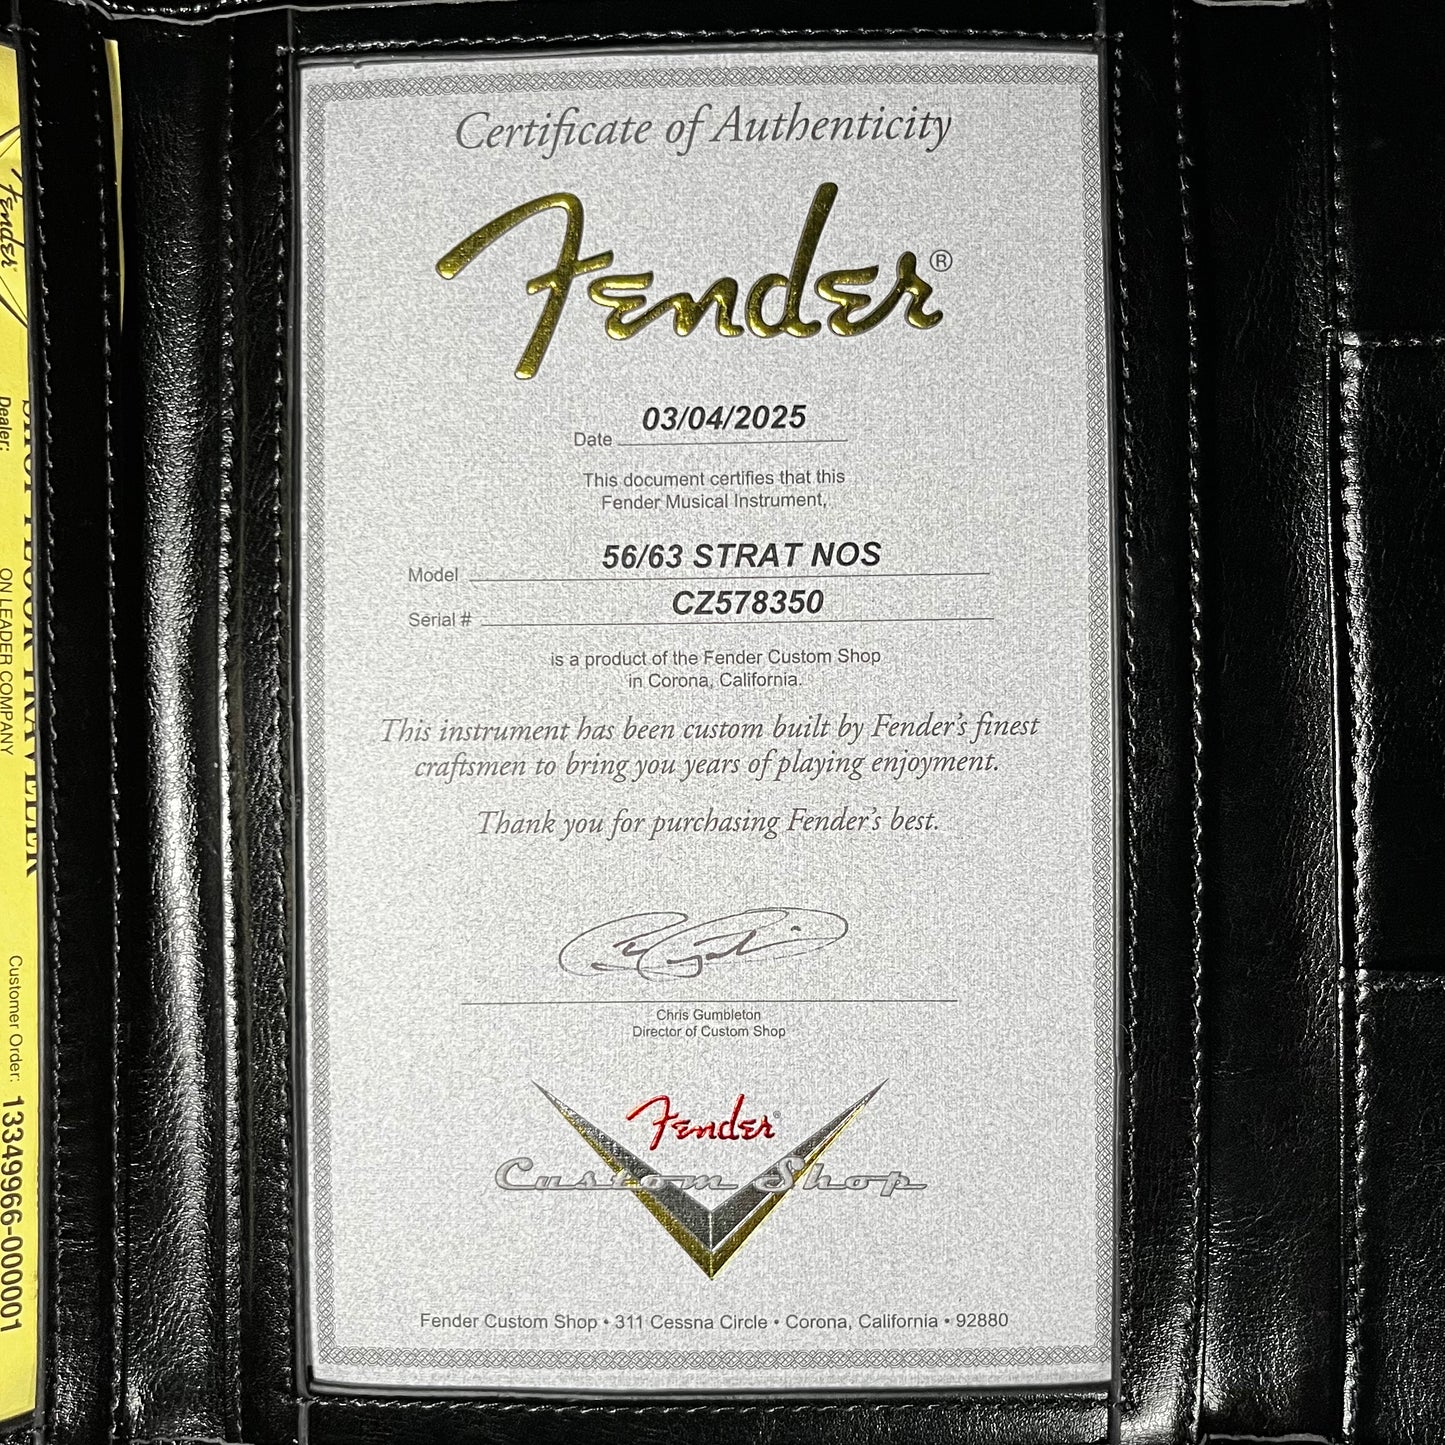 Certificate of Authenticity
Fender®
Date 03/04/2025
This document certifies that this
Fender Musical Instrument,
Model 56/63 STRAT NOS
Serial # CZ578350
is a product of the Fender Custom Shop
in Corona, California.
This instrument has been custom built by Fender's finest
craftsmen to bring you years of playing enjoyment.
Thank you for purchasing Fender's best.
Chris Gumbleton
Director of Custom Shop
Fender®
Custom Shop
Fender Custom Shop • 311 Cessna Circle • Corona, California • 92880
Fender
Dealer:
ON LEADER COMPANY
Customer Order: 13349966-000001